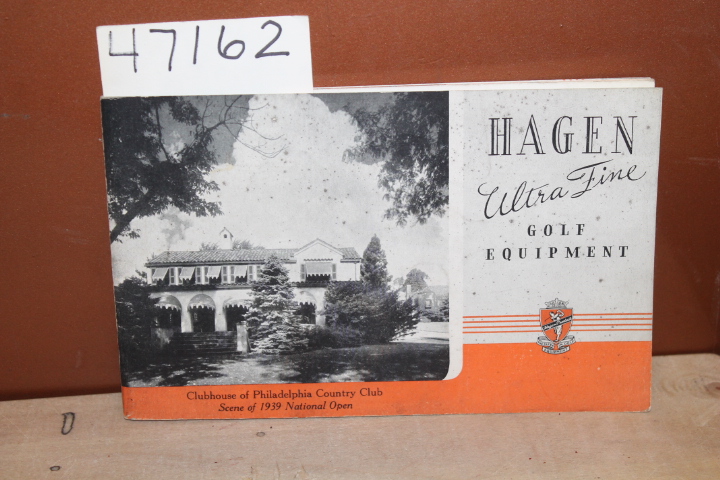 47162
HAGEN
Ultra Fine
GOLF
EQUIPMENT
Clubhouse of Philadelphia Country Club
Scene of 1939 National Open